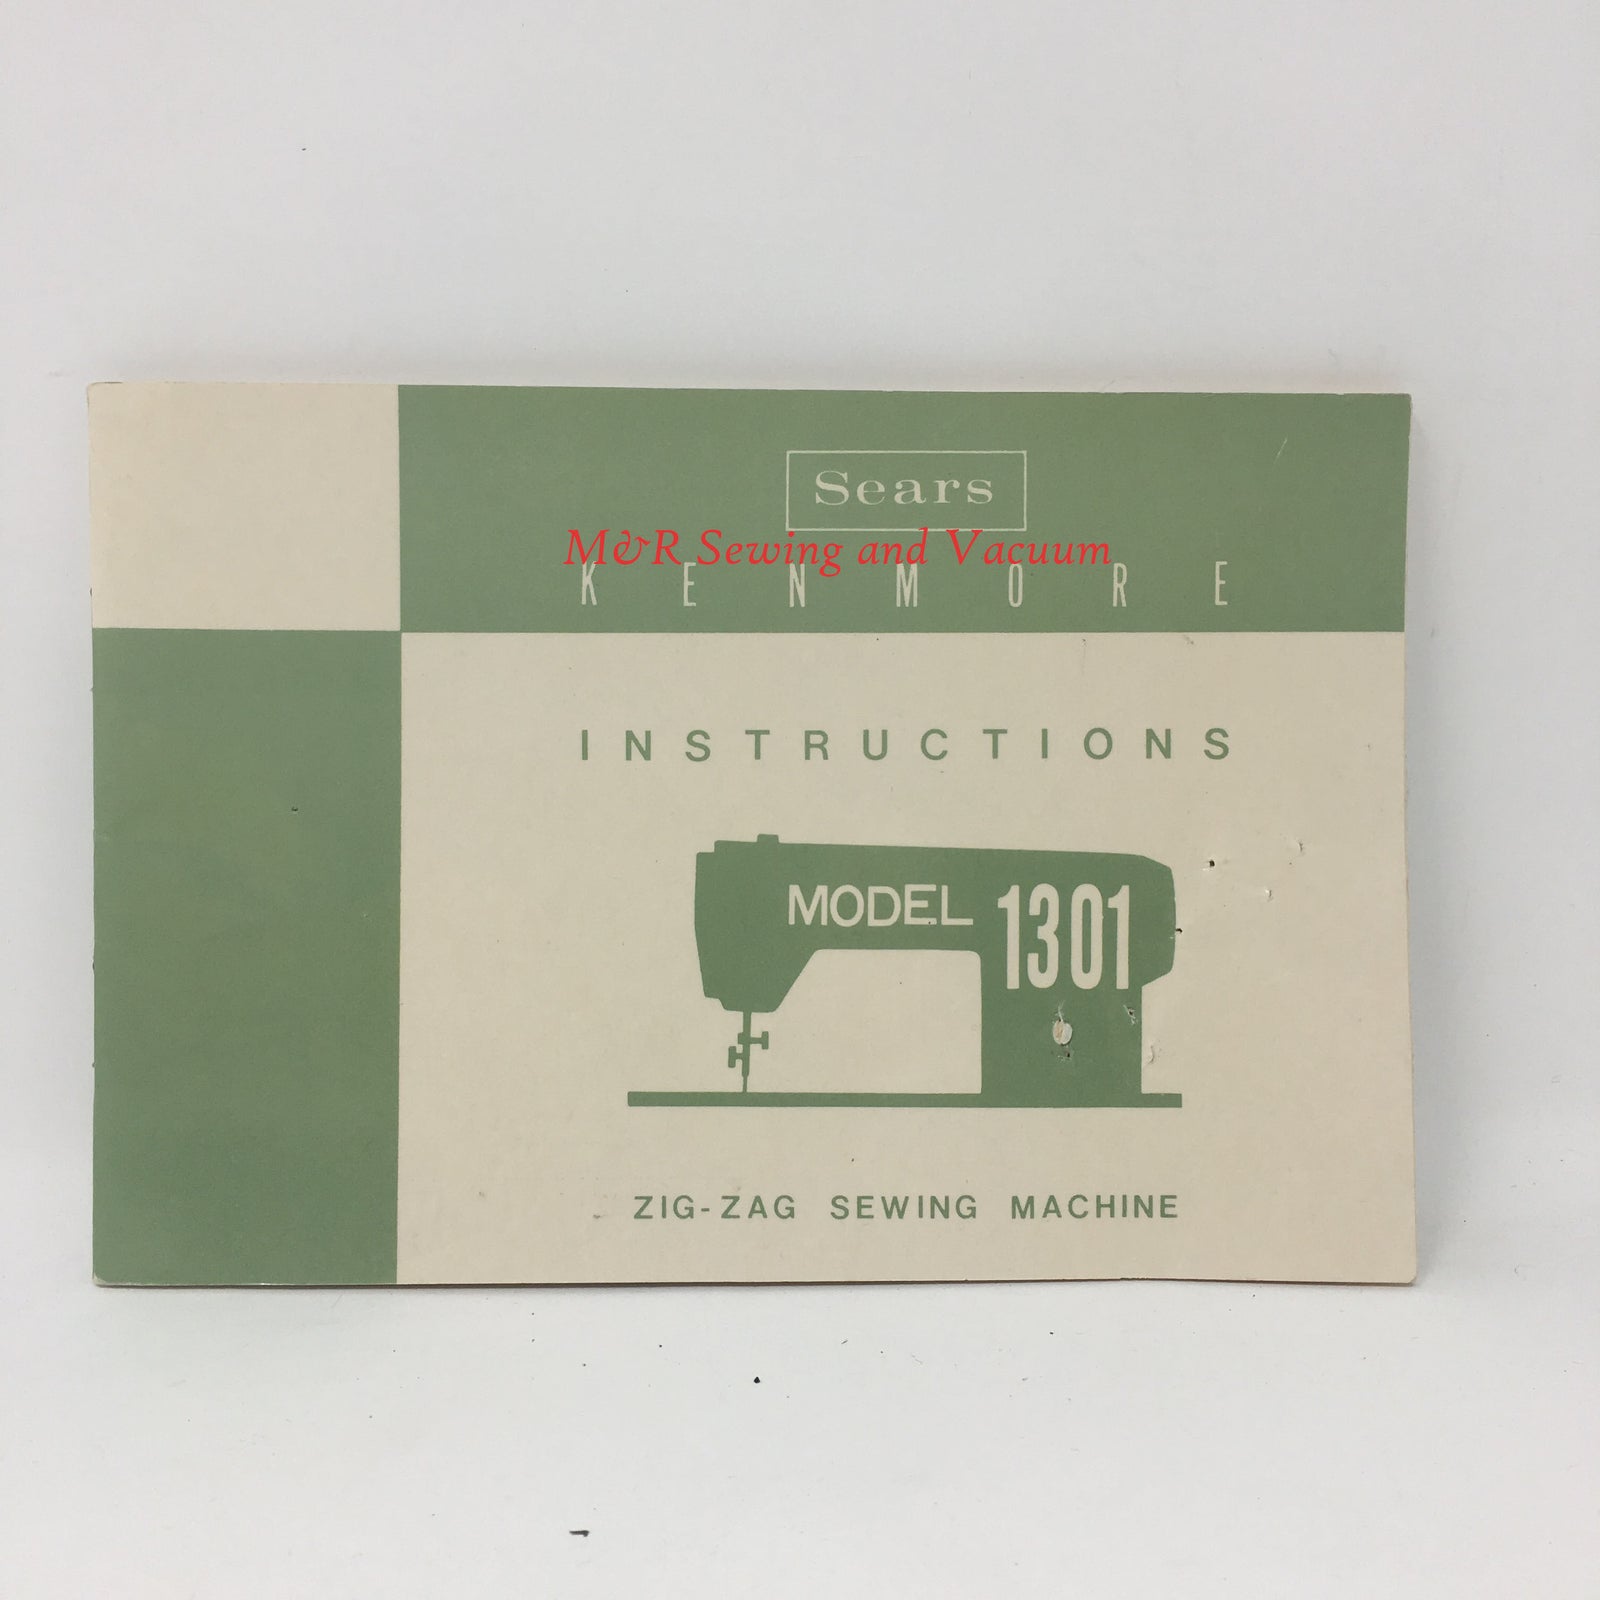 Sears
M&R Sewing and Vacuum
KENMORE
INSTRUCTIONS
MODEL 1301
ZIG-ZAG SEWING MACHINE